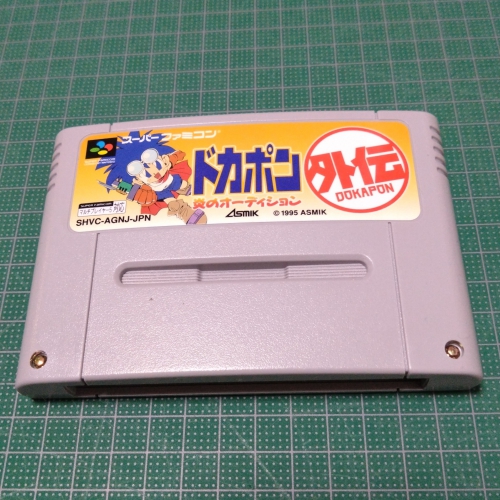 スーパーファミコン
ドカポン
外伝
DOKAPON
炎のオーディション
ASMIK © 1995 ASMIK
SHVC-AGNJ-JPN